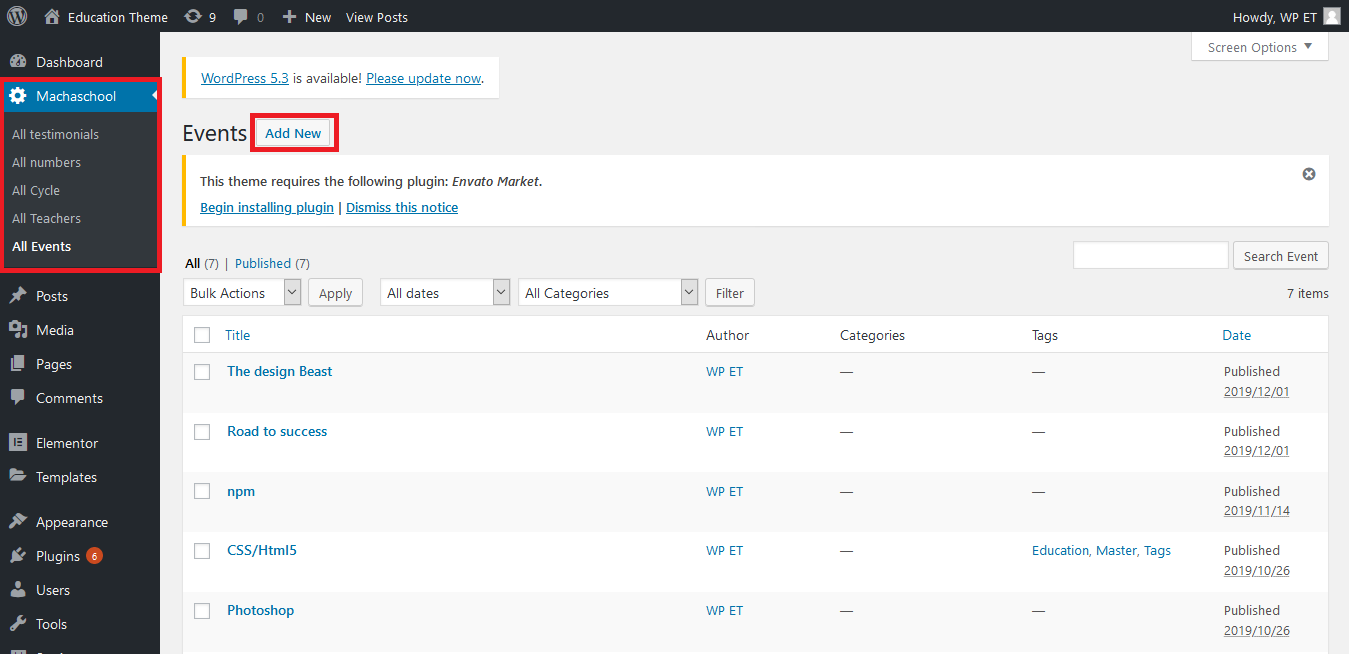 Education Theme 9 0 New View Posts Howdy, WP ET
Screen Options
Dashboard
Machaschool
All testimonials
All numbers
All Cycle
All Teachers
All Events
Posts
Media
Pages
Comments
Elementor
Templates
Appearance
Plugins 6
Users
Tools
WordPress 5.3 is available! Please update now.
Events Add New
This theme requires the following plugin: Envato Market.
Begin installing plugin | Dismiss this notice
All (7) | Published (7)
Search Event
Bulk Actions Apply All dates All Categories Filter
7 items
Title Author Categories Tags Date
The design Beast WP ET — — Published
2019/12/01
Road to success WP ET — — Published
2019/12/01
npm WP ET — — Published
2019/11/14
CSS/Html5 WP ET — Education, Master, Tags Published
2019/10/26
Photoshop WP ET — — Published
2019/10/26